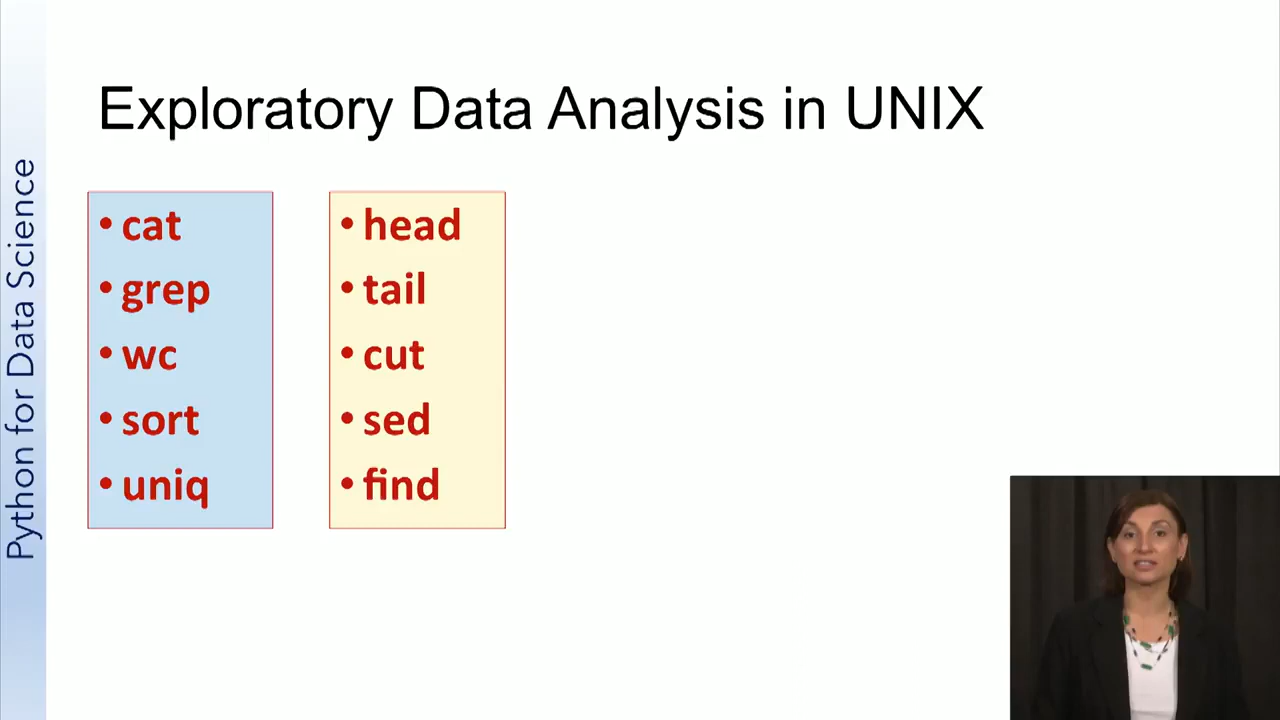 Exploratory Data Analysis in UNIX
• cat
• grep
• wc
• sort
• uniq
• head
• tail
• cut
• sed
• find
Python for Data Science